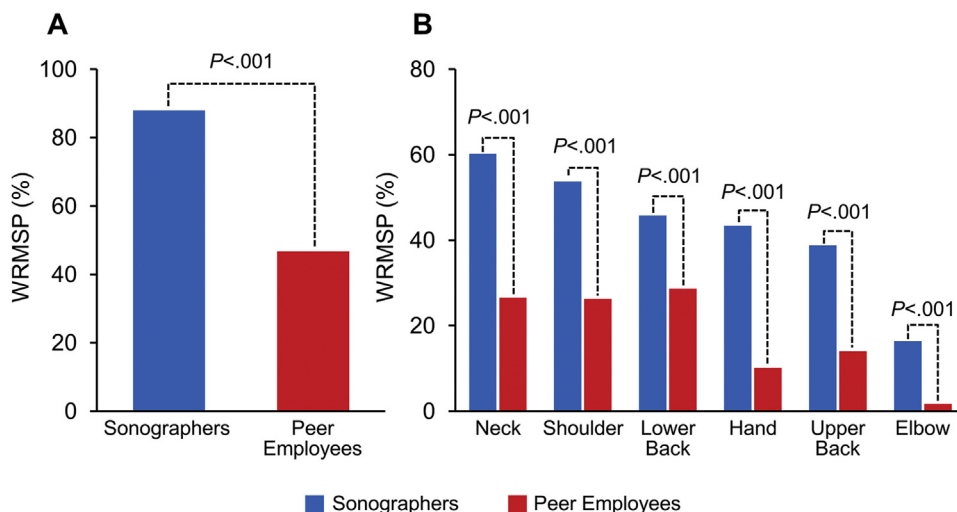 A
P<.001
100
80
60
40
20
0
WRMSP (%)
Sonographers
Peer
Employees
B
80
60
40
20
0
WRMSP (%)
P<.001
P<.001
P<.001
P<.001
P<.001
P<.001
Neck
Shoulder
Lower
Back
Hand
Upper
Back
Elbow
Sonographers
Peer Employees